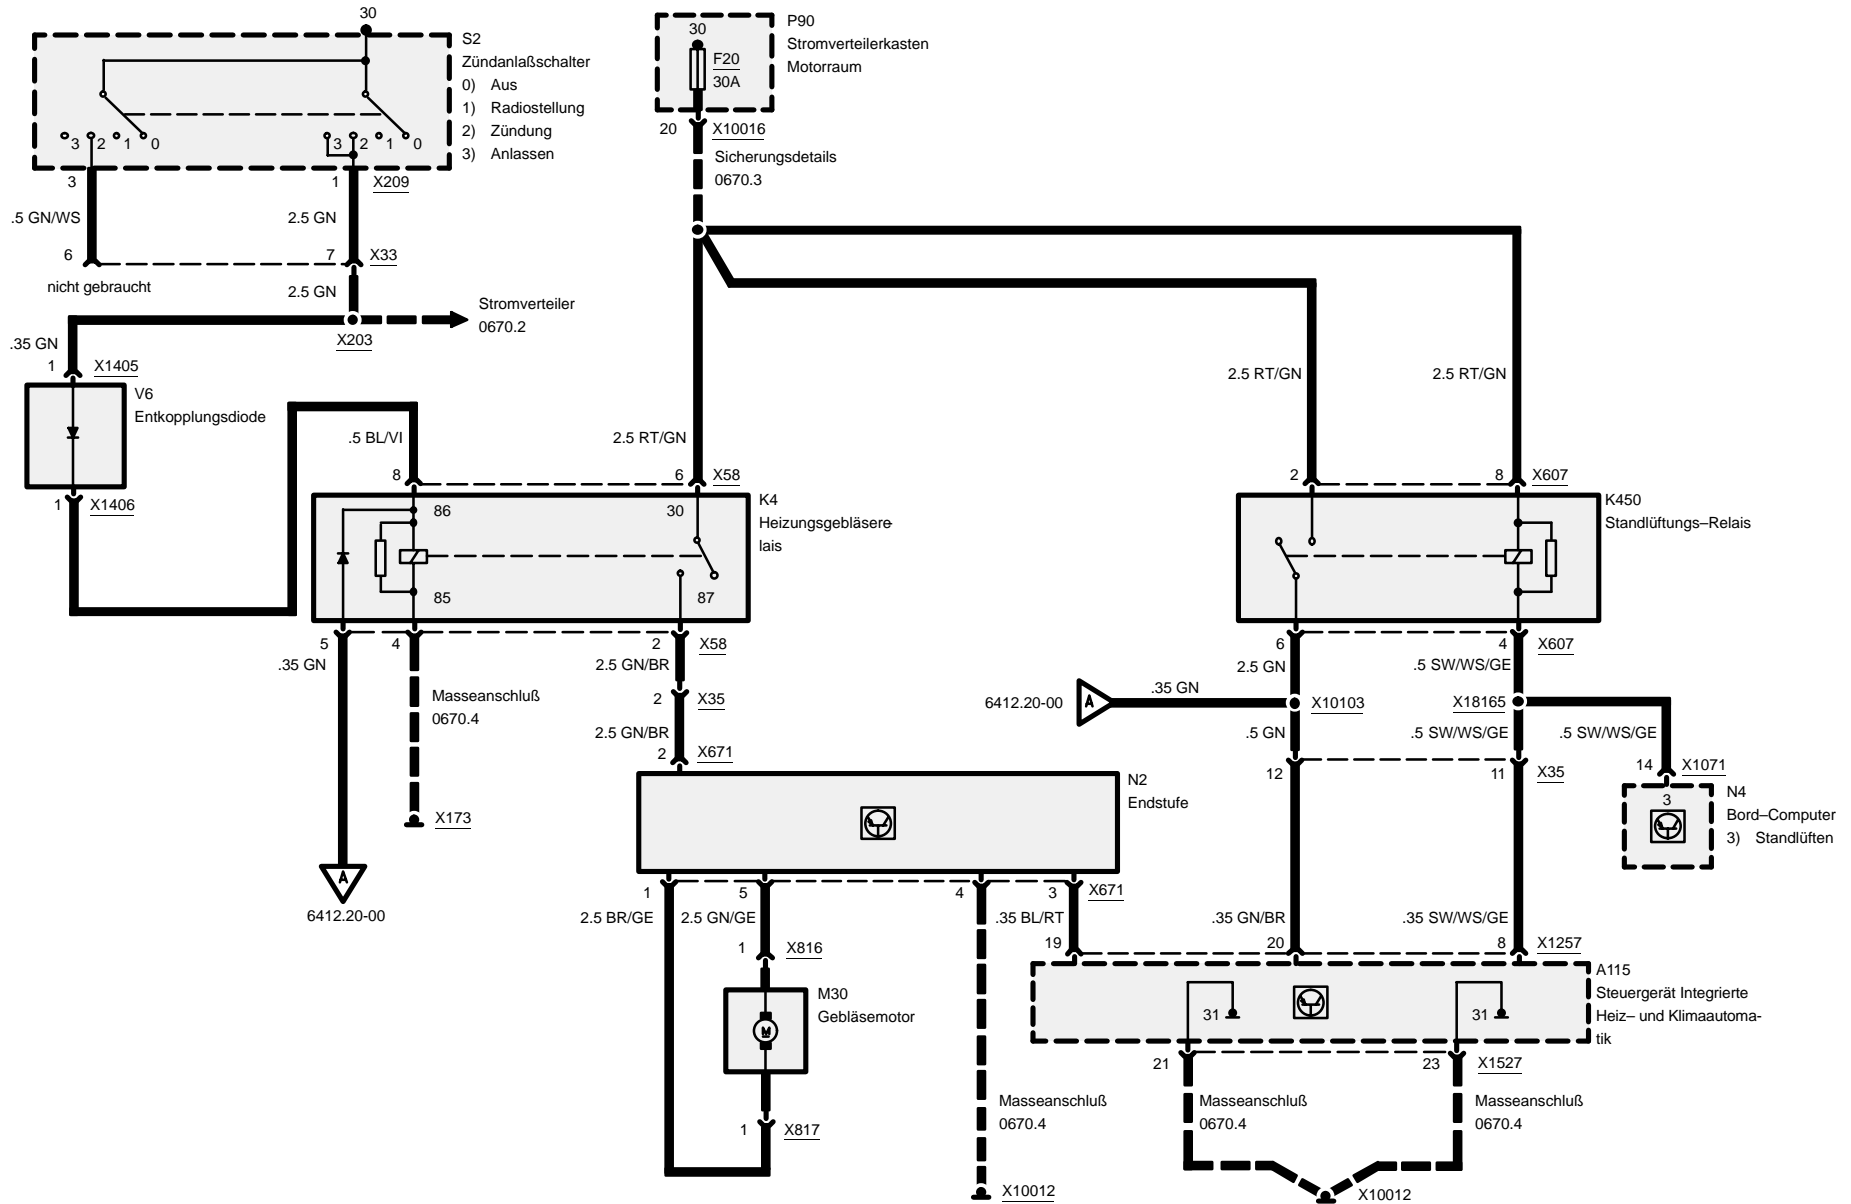 30
S2
Zündanlaßschalter
0) Aus
1) Radiostellung
2) Zündung
3) Anlassen
3 2 1 0
3 2 1 0
3
1
X209
.5 GN/WS
2.5 GN
6
7
X33
nicht gebraucht
2.5 GN
Stromverteiler
0670.2
X203
.35 GN
1
X1405
V6
Entkopplungsdiode
1
X1406
P90
Stromverteilerkasten
Motorraum
30
F20
30A
20
X10016
Sicherungsdetails
0670.3
.5 BL/VI
2.5 RT/GN
2.5 RT/GN
2.5 RT/GN
8
6
X58
K4
Heizungsgebläsere
lais
86
30
85
87
5
4
2
X58
.35 GN
2.5 GN/BR
Masseanschluß
0670.4
2
X35
2.5 GN/BR
2
X671
X173
A
6412.20-00
2
8
X607
K450
Standlüftungs–Relais
6
4
X607
2.5 GN
.5 SW/WS/GE
6412.20-00
A
.35 GN
X10103
X18165
.5 GN
.5 SW/WS/GE
.5 SW/WS/GE
12
11
X35
14
X1071
N4
Bord–Computer
3) Standlüften
3
N2
Endstufe
1
5
4
3
X671
2.5 BR/GE
2.5 GN/GE
.35 BL/RT
.35 GN/BR
.35 SW/WS/GE
1
X816
M30
Gebläsemotor
M
1
X817
19
20
8
X1257
A115
Steuergerät Integrierte
Heiz– und Klimaautoma-
tik
31
31
21
23
X1527
Masseanschluß
0670.4
Masseanschluß
0670.4
Masseanschluß
0670.4
X10012
X10012